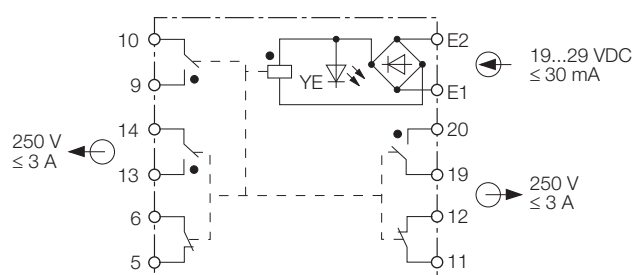 10
9
14
13
6
5
250 V
≤ 3 A
YE
E2
E1
19...29 VDC
≤ 30 mA
20
19
12
11
250 V
≤ 3 A